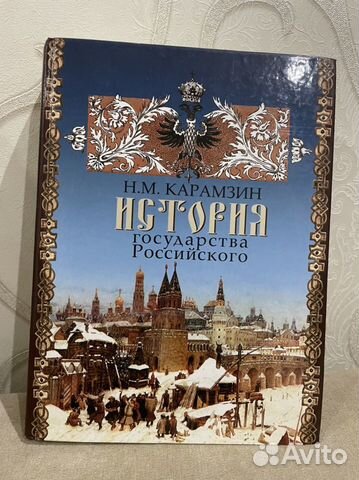 Н.М. КАРАМЗИН
ИСТОРИЯ
государства
Российского
Avito